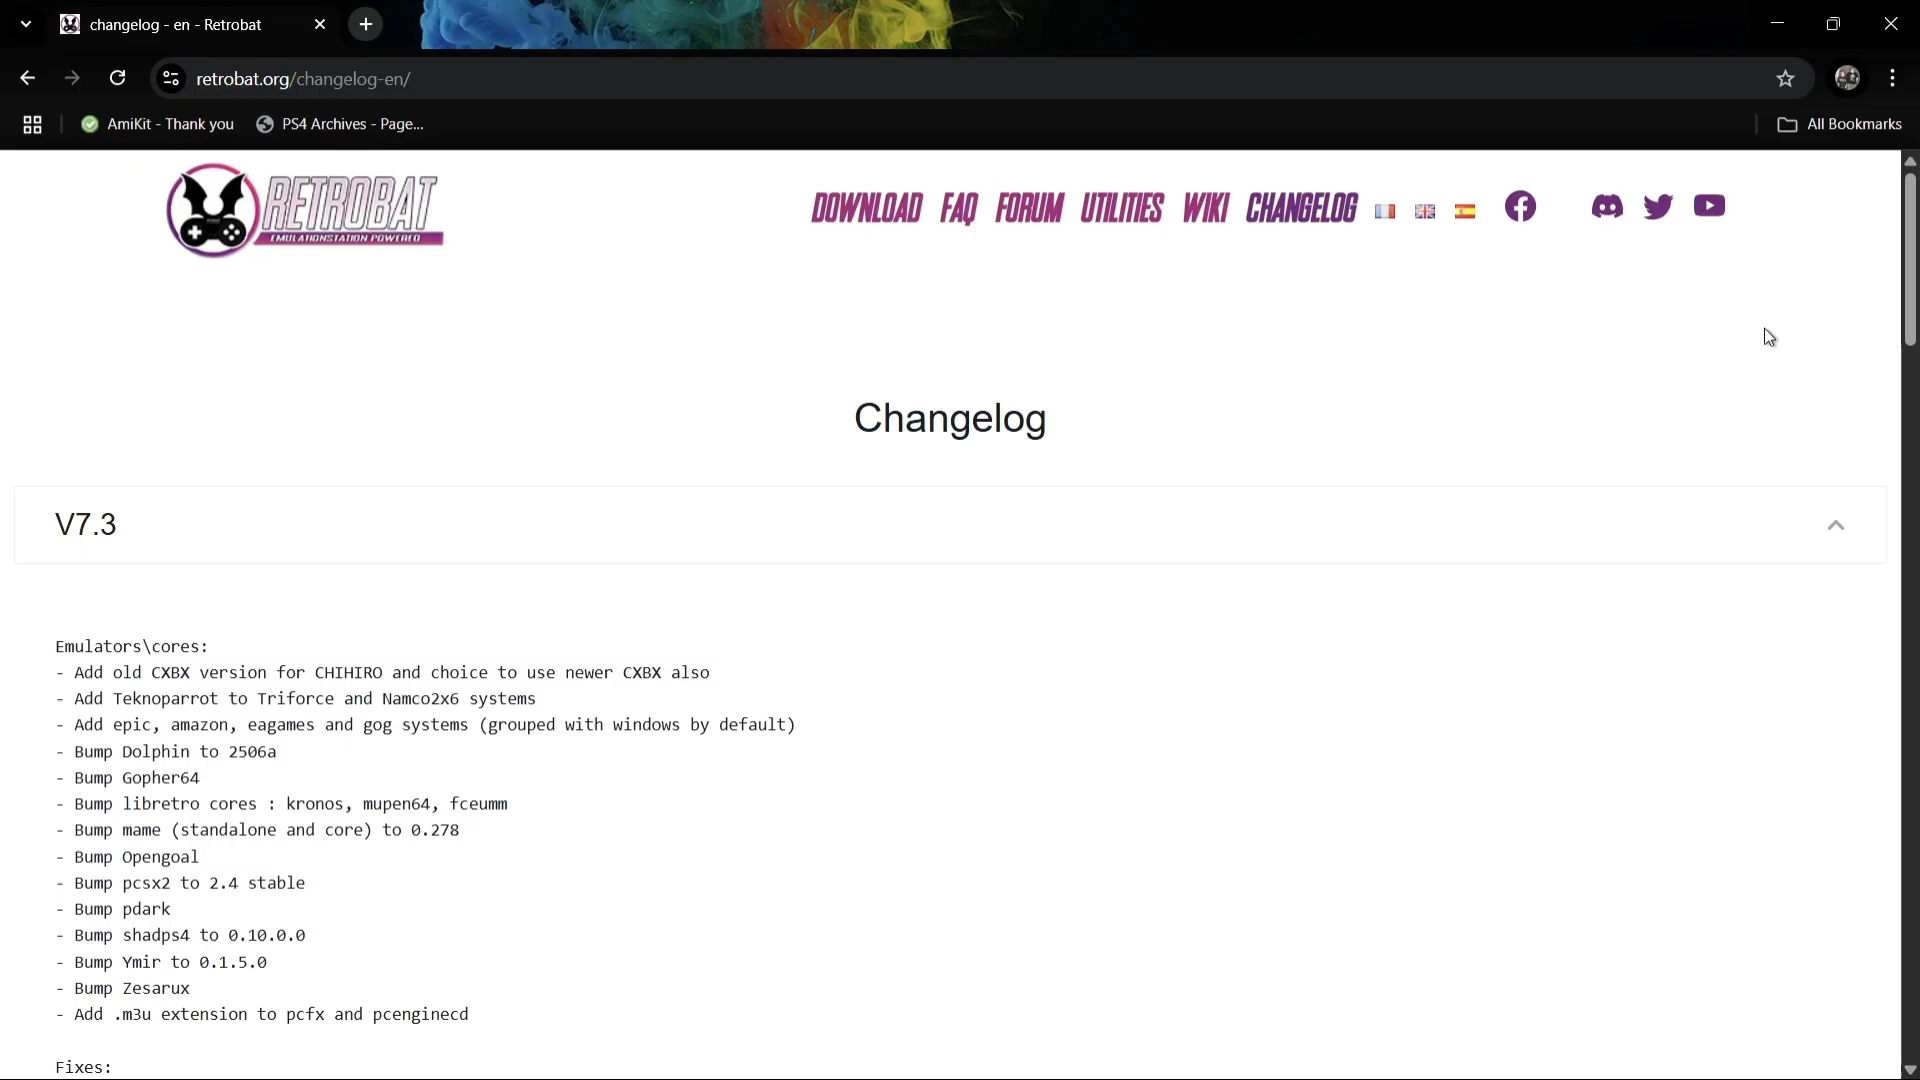 changelog - en - Retrobat
retrobat.org/changelog-en/
AmiKit - Thank you
PS4 Archives - Page...
All Bookmarks
RETROBAT
EMULATIONSTATION POWERED
DOWNLOAD FAQ FORUM UTILITIES WIKI CHANGELOG
Changelog
V7.3
Emulators\cores:
- Add old CXBX version for CHIHIRO and choice to use newer CXBX also
- Add Teknoparrot to Triforce and Namco2x6 systems
- Add epic, amazon, eagames and gog systems (grouped with windows by default)
- Bump Dolphin to 2506a
- Bump Gopher64
- Bump libretro cores : kronos, mupen64, fceumm
- Bump mame (standalone and core) to 0.278
- Bump Opengoal
- Bump pcsx2 to 2.4 stable
- Bump pdark
- Bump shadps4 to 0.10.0.0
- Bump Ymir to 0.1.5.0
- Bump Zesarux
- Add .m3u extension to pcfx and pcenginecd
Fixes: